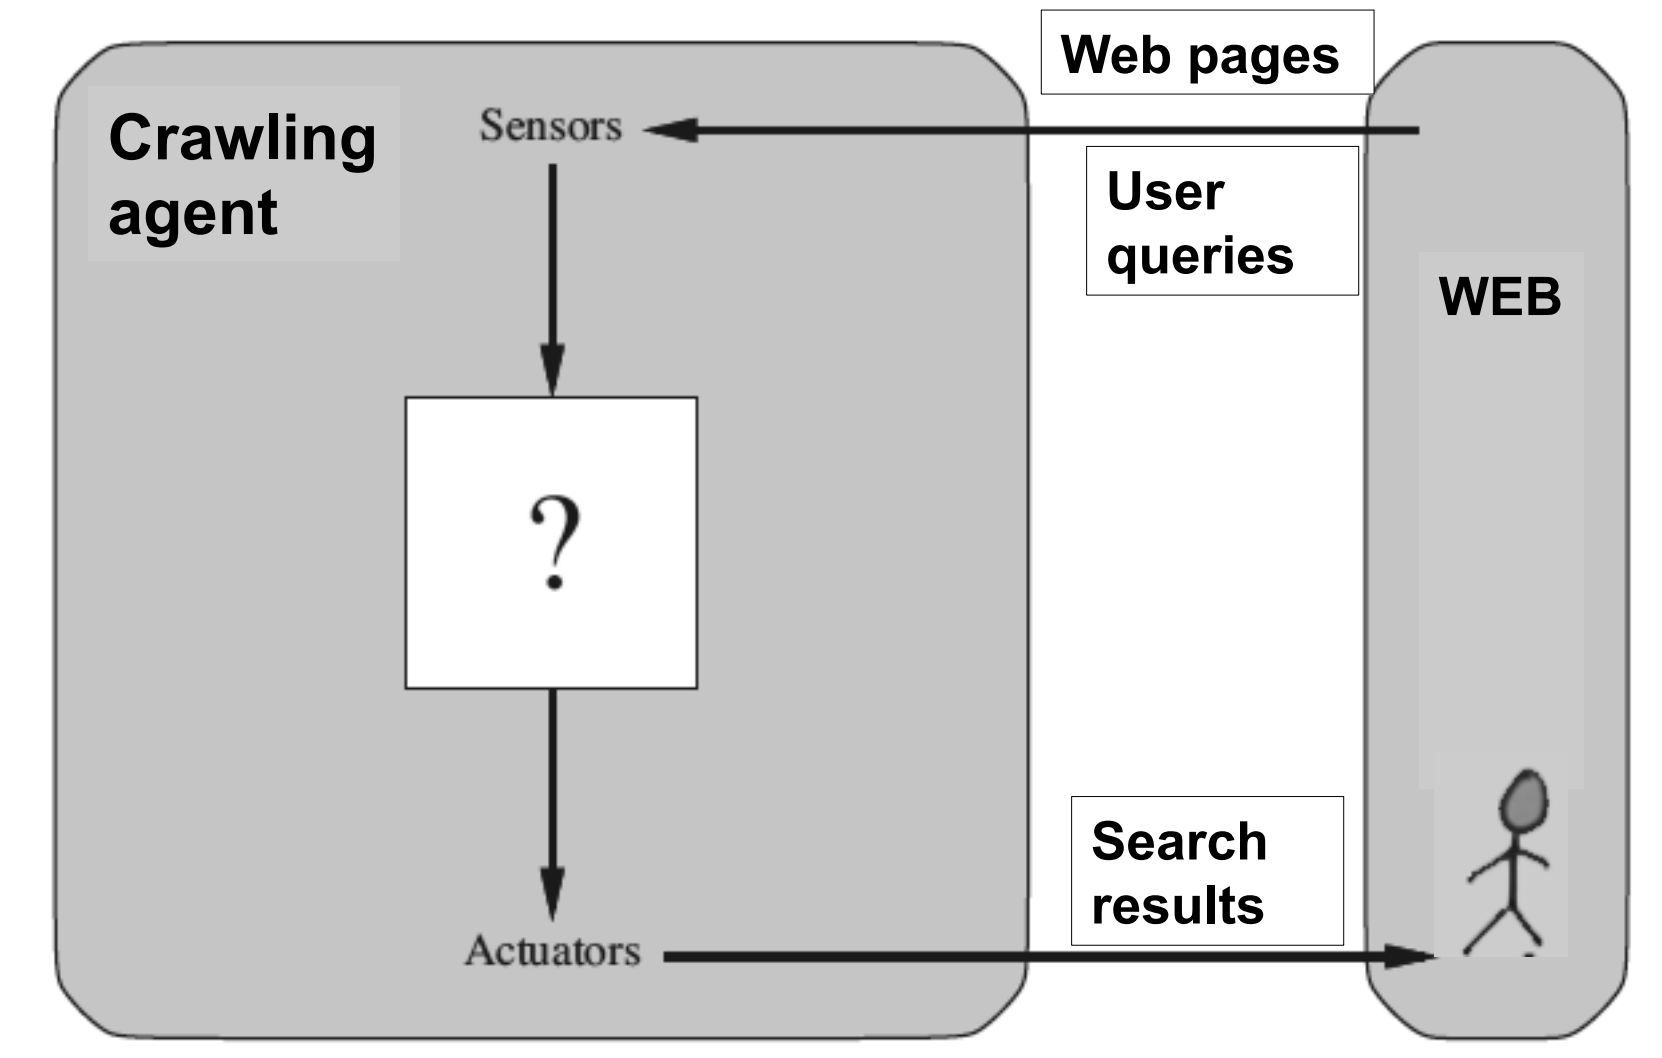 Web pages
Crawling
agent
Sensors
User
queries
WEB
?
Search
results
Actuators